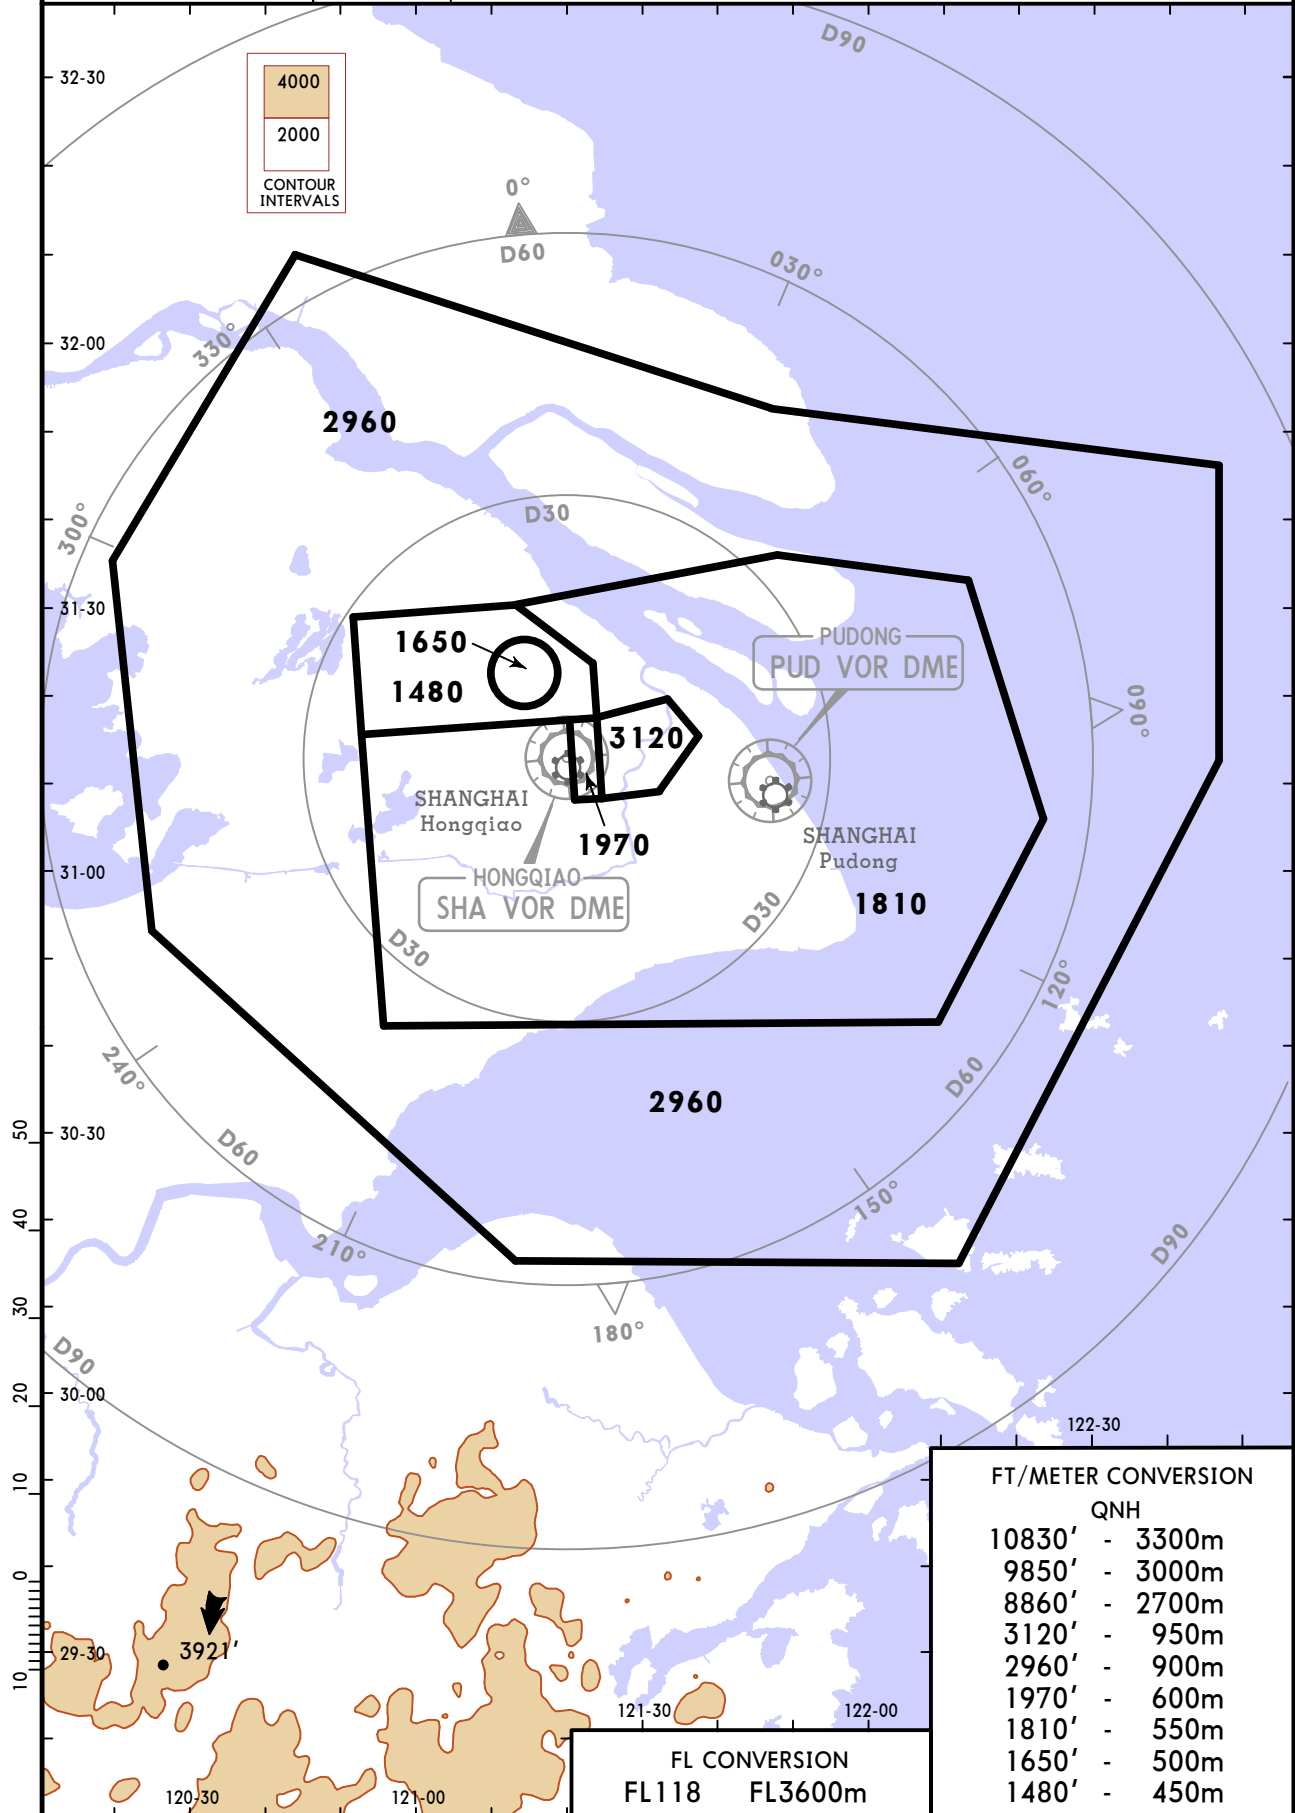 D90
32-30
4000
2000
CONTOUR
INTERVALS
0°
D60
030°
32-00
330°
2960
060°
300°
D30
31-30
1650
PUDONG
PUD VOR DME
1480
090°
3120
SHANGHAI
Hongqiao
SHANGHAI
Pudong
1970
31-00
HONGQIAO
SHA VOR DME
1810
D30
D30
120°
240°
D60
2960
50
30-30
D60
150°
40
210°
D90
30
180°
D90
20
30-00
122-30
10
FT/METER CONVERSION
QNH
10830' - 3300m
9850' - 3000m
8860' - 2700m
3120' - 950m
2960' - 900m
1970' - 600m
1810' - 550m
1650' - 500m
1480' - 450m
0
3921'
29-30
10
121-30
122-00
FL CONVERSION
FL118 FL3600m
120-30
121-00